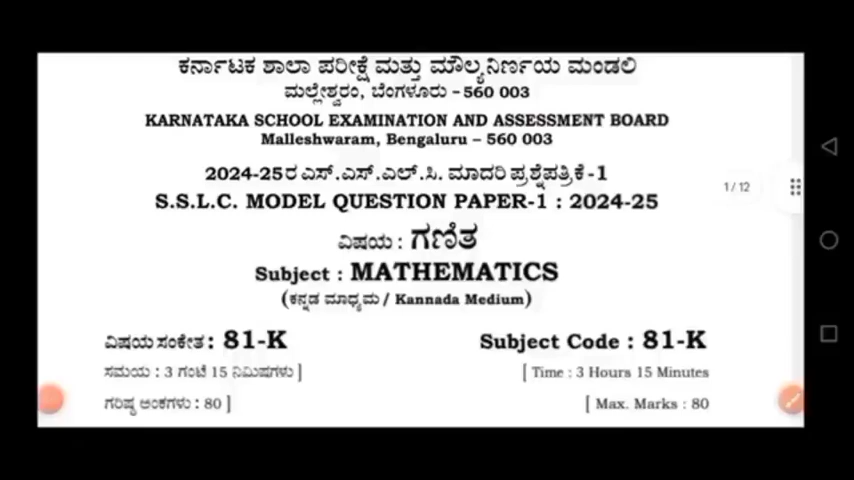 ಕರ್ನಾಟಕ ಶಾಲಾ ಪರೀಕ್ಷೆ ಮತ್ತು ಮೌಲ್ಯನಿರ್ಣಯ ಮಂಡಲಿ
ಮಲ್ಲೇಶ್ವರಂ, ಬೆಂಗಳೂರು - 560 003
KARNATAKA SCHOOL EXAMINATION AND ASSESSMENT BOARD
Malleshwaram, Bengaluru – 560 003
2024-25ರ ಎಸ್.ಎಸ್.ಎಲ್.ಸಿ. ಮಾದರಿ ಪ್ರಶ್ನೆಪತ್ರಿಕೆ -1
1 / 12
S.S.L.C. MODEL QUESTION PAPER-1 : 2024-25
ವಿಷಯ : ಗಣಿತ
Subject : MATHEMATICS
(ಕನ್ನಡ ಮಾಧ್ಯಮ / Kannada Medium)
ವಿಷಯ ಸಂಕೇತ : 81-K Subject Code : 81-K
ಸಮಯ : 3 ಗಂಟೆ 15 ನಿಮಿಷಗಳು ] [ Time : 3 Hours 15 Minutes
ಗರಿಷ್ಠ ಅಂಕಗಳು : 80 ] [ Max. Marks : 80